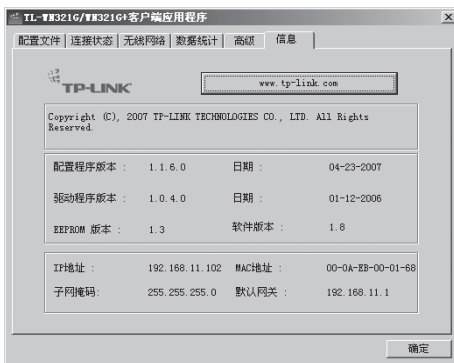 TL-WN321G/WN321G+客户端应用程序
配置文件 连接状态 无线网络 数据统计 高级 信息
TP-LINK www.tp-link.com
Copyright (C), 2007 TP-LINK TECHNOLOGIES CO., LTD. All Rights
Reserved.
配置程序版本 : 1.1.6.0 日期 : 04-23-2007
驱动程序版本 : 1.0.4.0 日期 : 01-12-2006
EEPROM 版本 : 1.3 软件版本 : 1.8
IP地址 : 192.168.11.102 MAC地址 : 00-0A-EB-00-01-68
子网掩码: 255.255.255.0 默认网关 : 192.168.11.1
确定